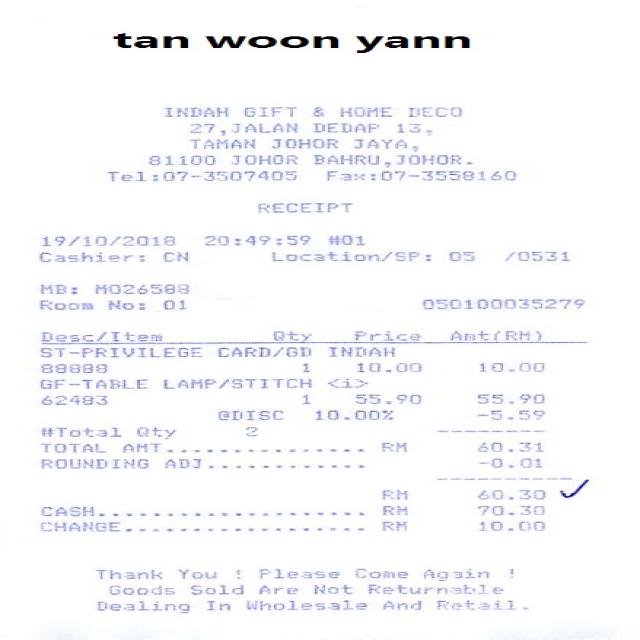 tan woon yann
INDAH GIFT & HOME DECO
27,JALAN DEDAP 13,
TAMAN JOHOR JAYA,
81100 JOHOR BAHRU,JOHOR.
Tel:07-3507405 Fax:07-3558160
RECEIPT
19/10/2018 20:49:59 #01
Cashier: CN Location/SP: 05 /0531
MB: M026588
Room No: 01 050100035279
Desc/Item Qty Price Amt(RM)
ST-PRIVILEGE CARD/GD INDAH
88888 1 10.00 10.00
GF-TABLE LAMP/STITCH <i>
62483 1 55.90 55.90
@DISC 10.00% -5.59
#Total Qty 2 --------
TOTAL AMT............... RM 60.31
ROUNDING ADJ............ -0.01
----------
RM 60.30
CASH.................... RM 70.30
CHANGE.................. RM 10.00
Thank You ! Please Come Again !
Goods Sold Are Not Returnable
Dealing In Wholesale And Retail.